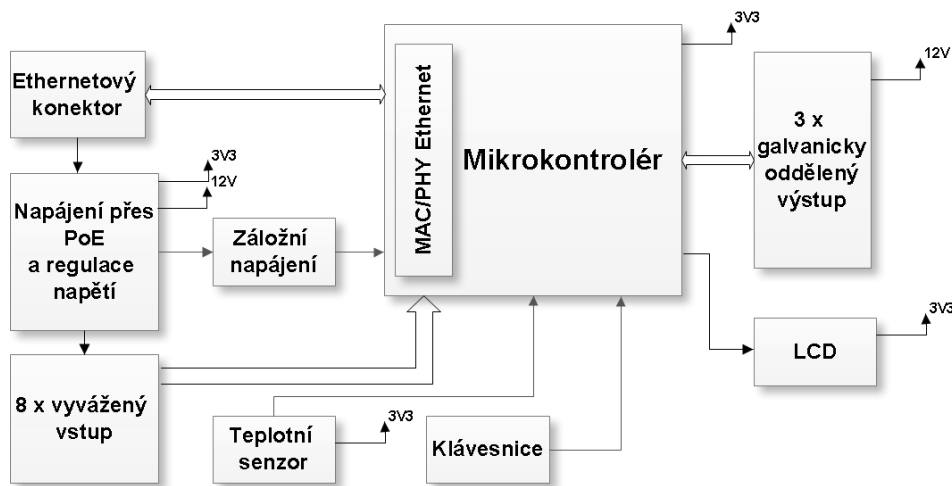 Ethernetový
konektor
MAC/PHY Ethernet
Mikrokontrolér
3V3
12V
3 x
galvanicky
oddělený
výstup
3V3
12V
Napájení přes
PoE
a regulace
napětí
Záložní
napájení
3V3
LCD
8 x vyvážený
vstup
3V3
Teplotní
senzor
Klávesnice